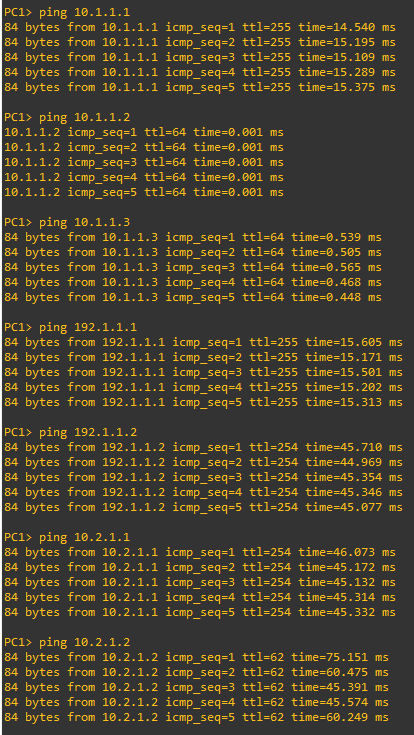 PC1> ping 10.1.1.1
84 bytes from 10.1.1.1 icmp_seq=1 ttl=255 time=14.540 ms
84 bytes from 10.1.1.1 icmp_seq=2 ttl=255 time=15.195 ms
84 bytes from 10.1.1.1 icmp_seq=3 ttl=255 time=15.109 ms
84 bytes from 10.1.1.1 icmp_seq=4 ttl=255 time=15.289 ms
84 bytes from 10.1.1.1 icmp_seq=5 ttl=255 time=15.375 ms
PC1> ping 10.1.1.2
10.1.1.2 icmp_seq=1 ttl=64 time=0.001 ms
10.1.1.2 icmp_seq=2 ttl=64 time=0.001 ms
10.1.1.2 icmp_seq=3 ttl=64 time=0.001 ms
10.1.1.2 icmp_seq=4 ttl=64 time=0.001 ms
10.1.1.2 icmp_seq=5 ttl=64 time=0.001 ms
PC1> ping 10.1.1.3
84 bytes from 10.1.1.3 icmp_seq=1 ttl=64 time=0.539 ms
84 bytes from 10.1.1.3 icmp_seq=2 ttl=64 time=0.505 ms
84 bytes from 10.1.1.3 icmp_seq=3 ttl=64 time=0.565 ms
84 bytes from 10.1.1.3 icmp_seq=4 ttl=64 time=0.468 ms
84 bytes from 10.1.1.3 icmp_seq=5 ttl=64 time=0.448 ms
PC1> ping 192.1.1.1
84 bytes from 192.1.1.1 icmp_seq=1 ttl=255 time=15.605 ms
84 bytes from 192.1.1.1 icmp_seq=2 ttl=255 time=15.171 ms
84 bytes from 192.1.1.1 icmp_seq=3 ttl=255 time=15.501 ms
84 bytes from 192.1.1.1 icmp_seq=4 ttl=255 time=15.202 ms
84 bytes from 192.1.1.1 icmp_seq=5 ttl=255 time=15.313 ms
PC1> ping 192.1.1.2
84 bytes from 192.1.1.2 icmp_seq=1 ttl=254 time=45.710 ms
84 bytes from 192.1.1.2 icmp_seq=2 ttl=254 time=44.969 ms
84 bytes from 192.1.1.2 icmp_seq=3 ttl=254 time=45.354 ms
84 bytes from 192.1.1.2 icmp_seq=4 ttl=254 time=45.346 ms
84 bytes from 192.1.1.2 icmp_seq=5 ttl=254 time=45.077 ms
PC1> ping 10.2.1.1
84 bytes from 10.2.1.1 icmp_seq=1 ttl=254 time=46.073 ms
84 bytes from 10.2.1.1 icmp_seq=2 ttl=254 time=45.172 ms
84 bytes from 10.2.1.1 icmp_seq=3 ttl=254 time=45.132 ms
84 bytes from 10.2.1.1 icmp_seq=4 ttl=254 time=45.314 ms
84 bytes from 10.2.1.1 icmp_seq=5 ttl=254 time=45.332 ms
PC1> ping 10.2.1.2
84 bytes from 10.2.1.2 icmp_seq=1 ttl=62 time=75.151 ms
84 bytes from 10.2.1.2 icmp_seq=2 ttl=62 time=60.475 ms
84 bytes from 10.2.1.2 icmp_seq=3 ttl=62 time=45.391 ms
84 bytes from 10.2.1.2 icmp_seq=4 ttl=62 time=45.574 ms
84 bytes from 10.2.1.2 icmp_seq=5 ttl=62 time=60.249 ms